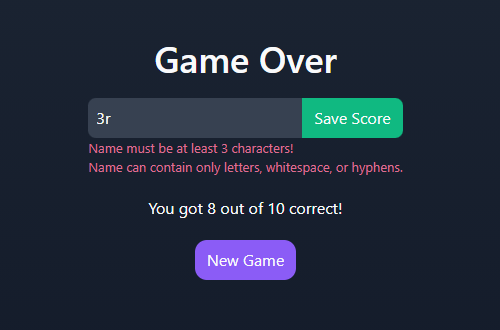 Game Over
3r
Save Score
Name must be at least 3 characters!
Name can contain only letters, whitespace, or hyphens.
You got 8 out of 10 correct!
New Game